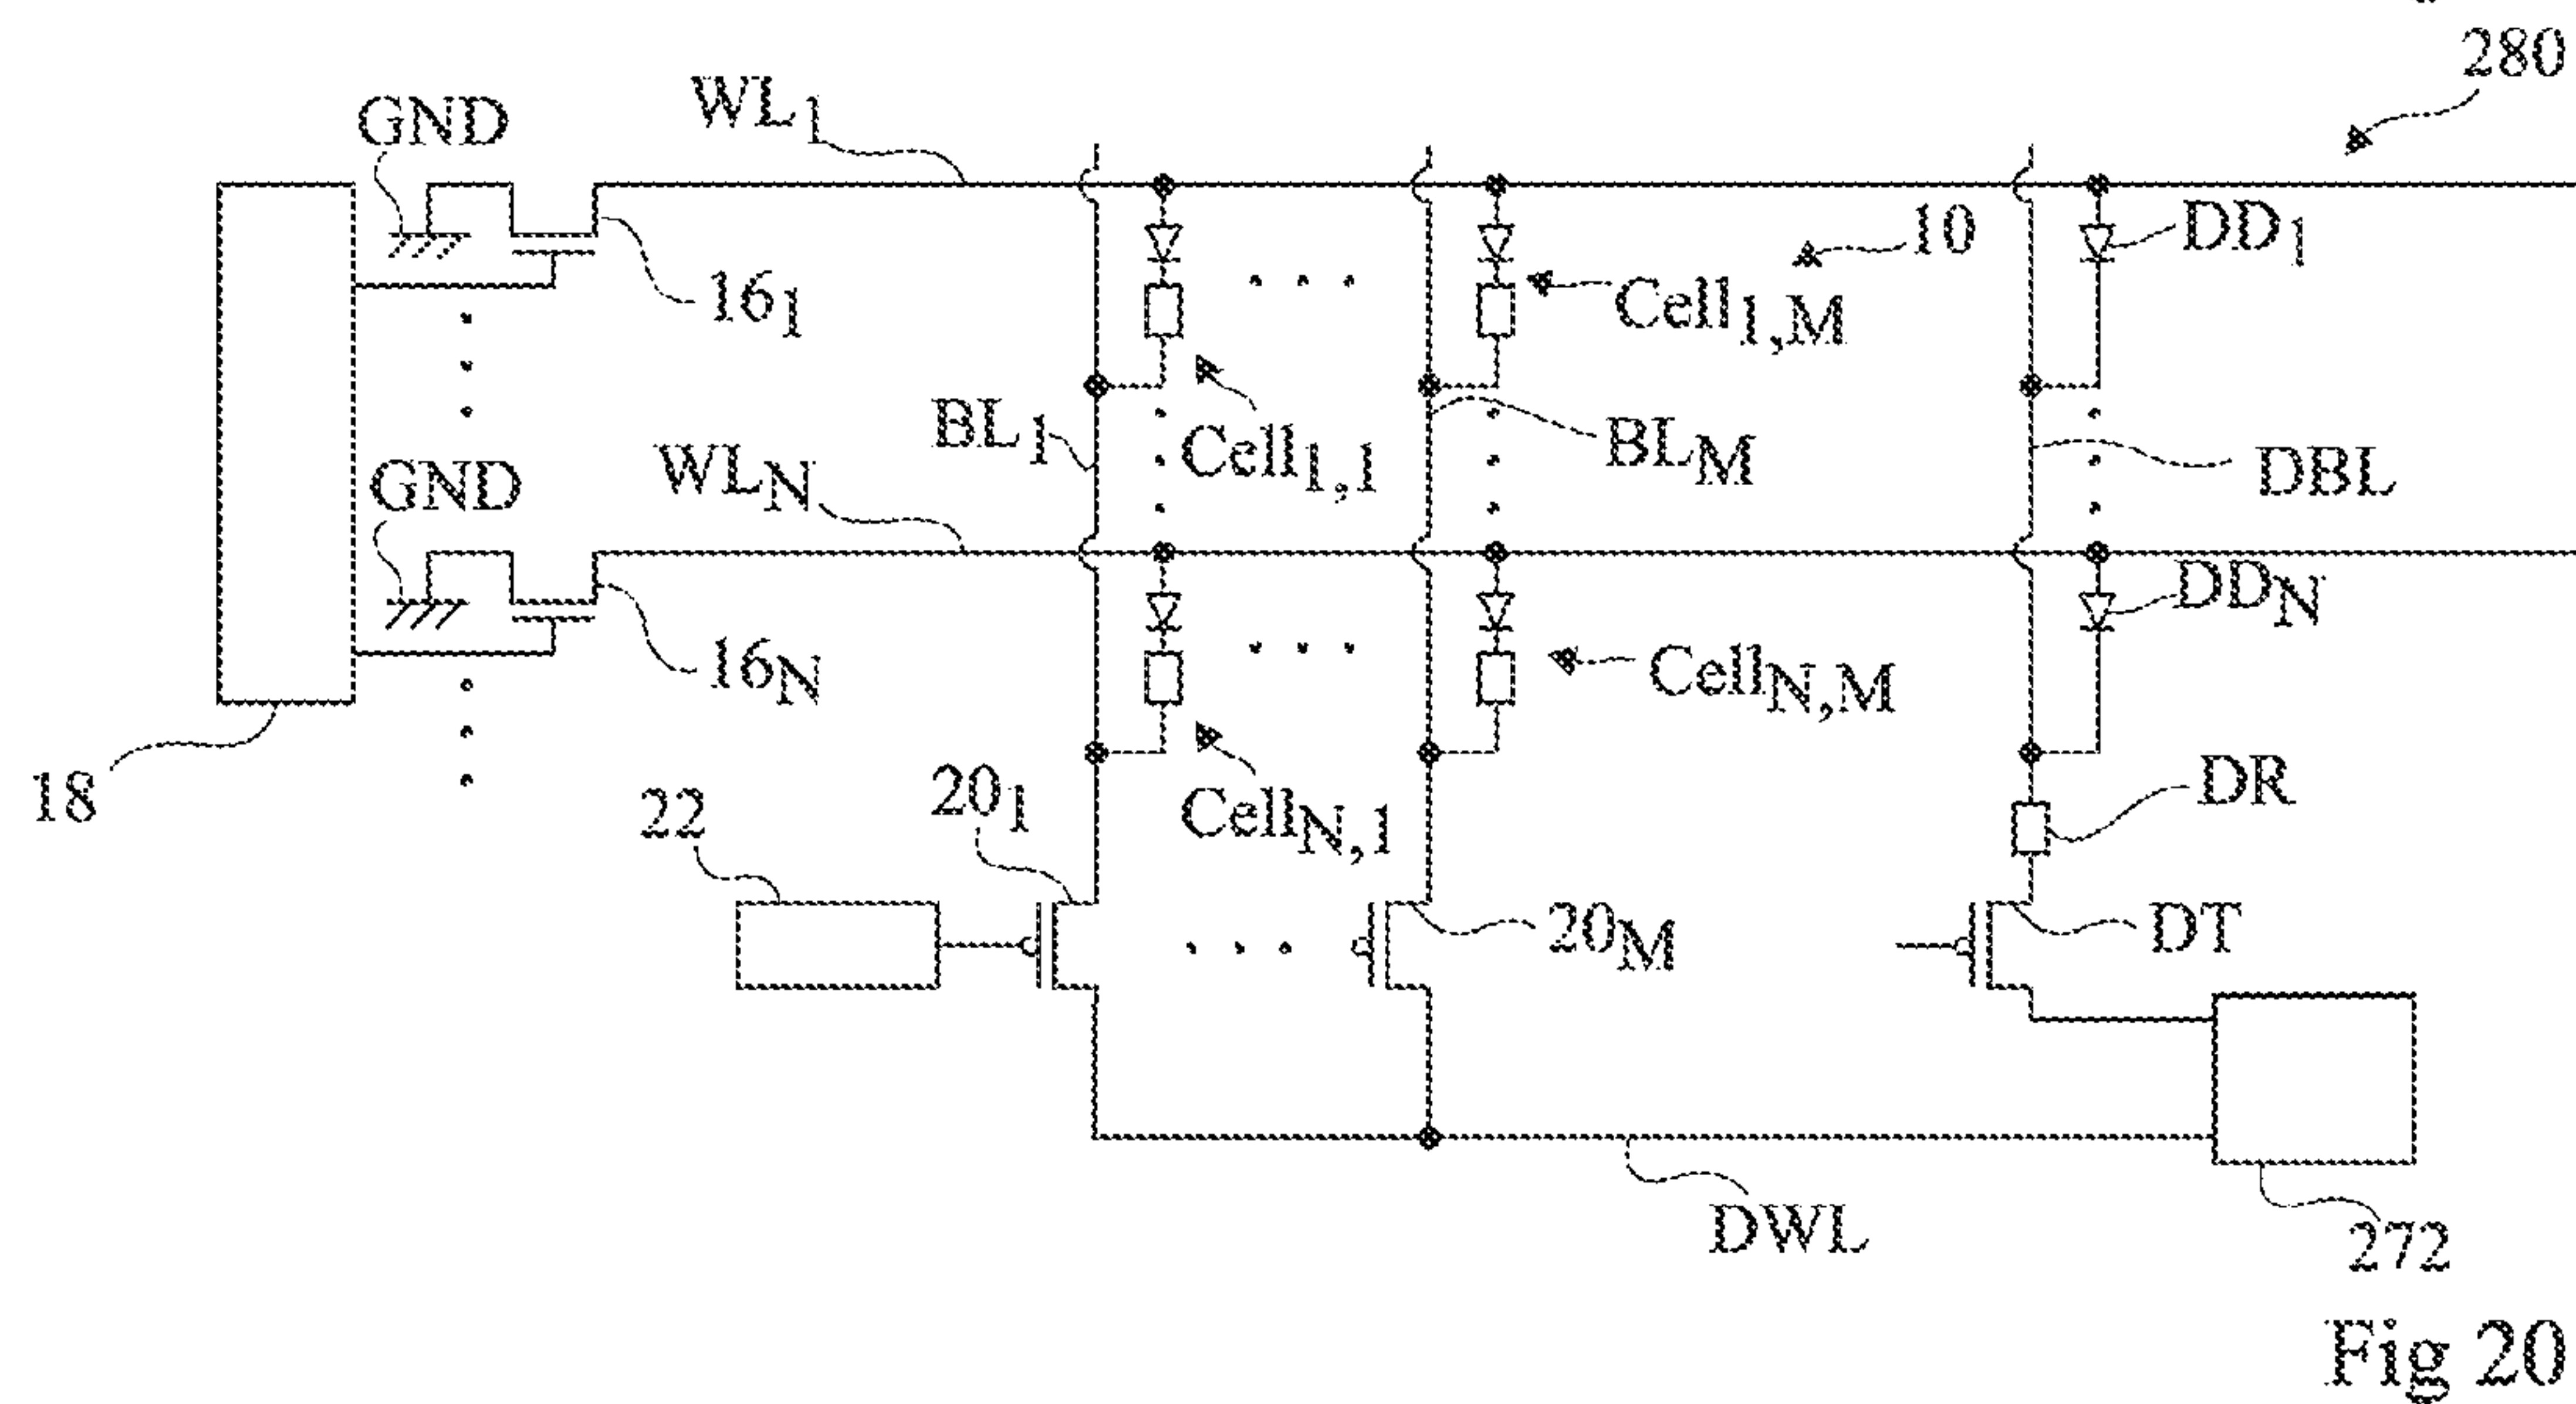 280
GND
WL1
10
DD1
161
Cell1,M
BL1
Cell1,1
BLM
DBL
GND
WLN
DDN
16N
CellN,M
18
22
201
CellN,1
DR
20M
DT
DWL
272
Fig 20